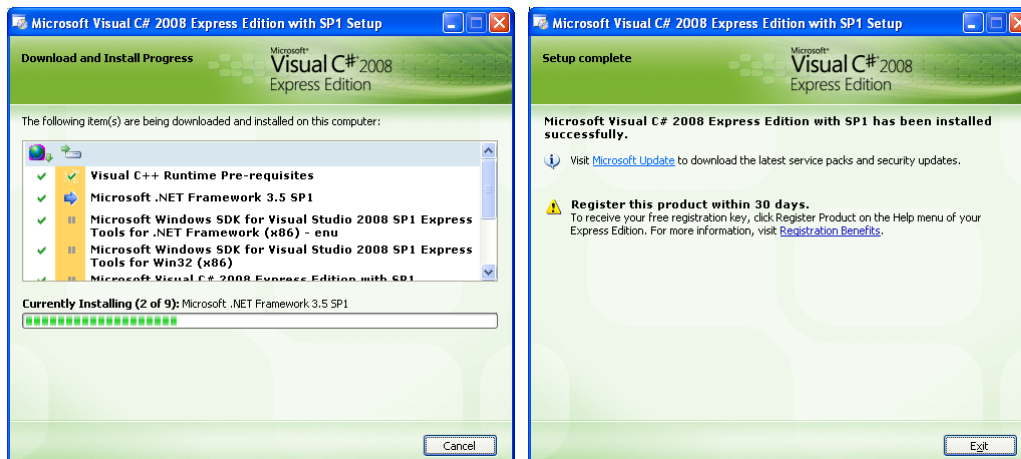 Microsoft Visual C# 2008 Express Edition with SP1 Setup
Download and Install Progress
Microsoft®
Visual C#®2008
Express Edition
The following item(s) are being downloaded and installed on this computer:
Visual C++ Runtime Pre-requisites
Microsoft .NET Framework 3.5 SP1
Microsoft Windows SDK for Visual Studio 2008 SP1 Express
Tools for .NET Framework (x86) - enu
Microsoft Windows SDK for Visual Studio 2008 SP1 Express
Tools for Win32 (x86)
Microsoft Visual C# 2008 Express Edition with SP1
Currently Installing (2 of 9): Microsoft .NET Framework 3.5 SP1
Cancel
Microsoft Visual C# 2008 Express Edition with SP1 Setup
Setup complete
Microsoft®
Visual C#®2008
Express Edition
Microsoft Visual C# 2008 Express Edition with SP1 has been installed
successfully.
Visit Microsoft Update to download the latest service packs and security updates.
Register this product within 30 days.
To receive your free registration key, click Register Product on the Help menu of your
Express Edition. For more information, visit Registration Benefits.
Exit